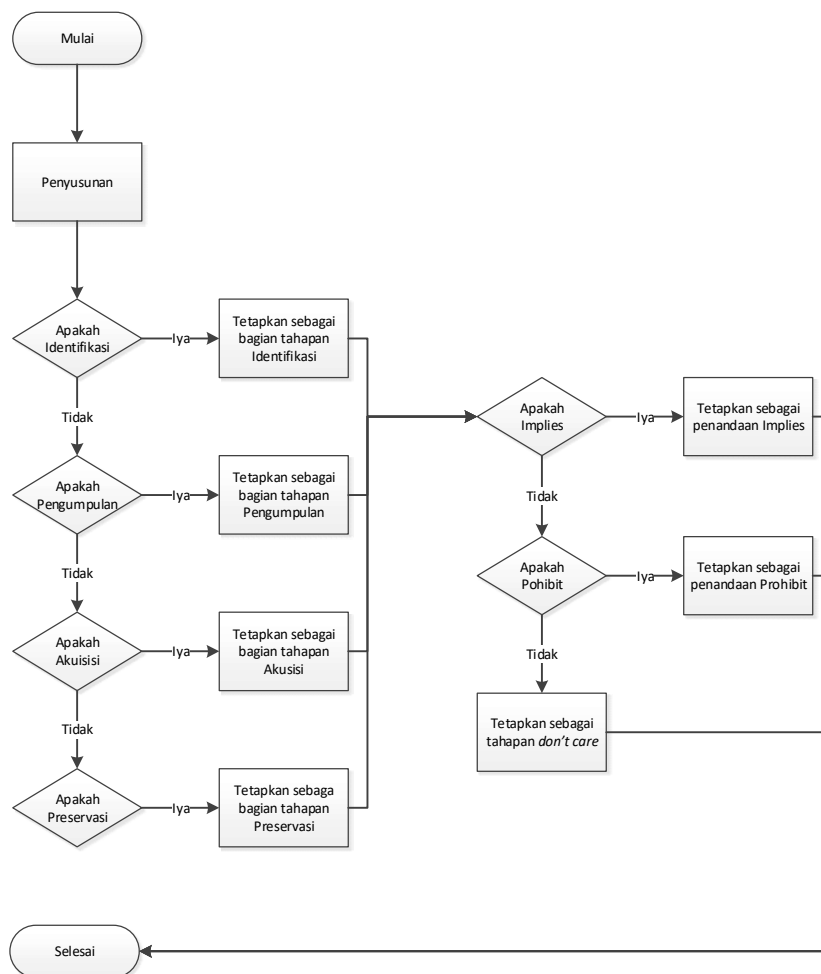 Mulai
Penyusunan
Apakah
Identifikasi
Iya
Tetapkan sebagai
bagian tahapan
Identifikasi
Tidak
Apakah
Pengumpulan
Iya
Tetapkan sebagai
bagian tahapan
Pengumpulan
Tidak
Apakah
Akuisisi
Iya
Tetapkan sebagai
bagian tahapan
Akusisi
Tidak
Apakah
Preservasi
Iya
Tetapkan sebaga
bagian tahapan
Preservasi
Apakah
Implies
Iya
Tetapkan sebagai
penandaan Implies
Tidak
Apakah
Pohibit
Iya
Tetapkan sebagai
penandaan Prohibit
Tidak
Tetapkan sebagai
tahapan don’t care
Selesai